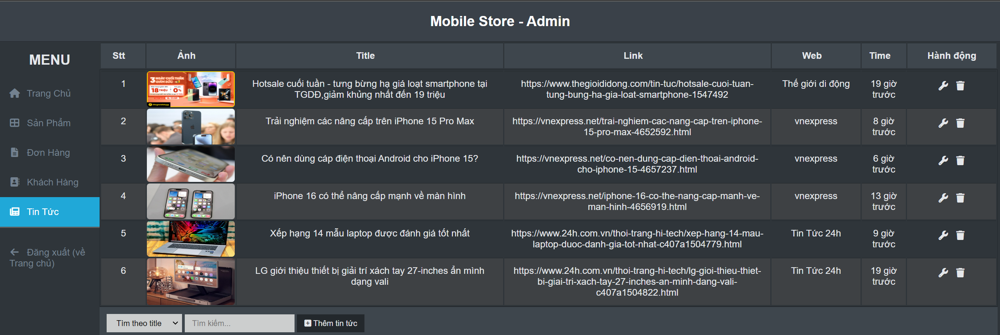 Mobile Store - Admin
MENU
Trang Chủ
Sản Phẩm
Đơn Hàng
Khách Hàng
Tin Tức
Đăng xuất (về
Trang chủ)
Stt Ảnh Title Link Web Time Hành động
1
3 NGÀY CUỐI TUẦN
GIẢM SỐC
18 TRIỆU
0%
thegioididong
Hotsale cuối tuần - tưng bừng hạ giá loạt smartphone tại
TGDĐ,giảm khủng nhất đến 19 triệu
https://www.thegioididong.com/tin-tuc/hotsale-cuoi-tuan-
tung-bung-ha-gia-loat-smartphone-1547492
Thế giới di động
19 giờ
trước
2
Trải nghiệm các nâng cấp trên iPhone 15 Pro Max
https://vnexpress.net/trai-nghiem-cac-nang-cap-tren-iphone-
15-pro-max-4652592.html
vnexpress
8 giờ
trước
3
Có nên dùng cáp điện thoại Android cho iPhone 15?
https://vnexpress.net/co-nen-dung-cap-dien-thoai-android-
cho-iphone-15-4657237.html
vnexpress
6 giờ
trước
4
iPhone 16 có thể nâng cấp mạnh về màn hình
https://vnexpress.net/iphone-16-co-the-nang-cap-manh-ve-
man-hinh-4656919.html
vnexpress
13 giờ
trước
5
Xếp hạng 14 mẫu laptop được đánh giá tốt nhất
https://www.24h.com.vn/thoi-trang-hi-tech/xep-hang-14-mau-
laptop-duoc-danh-gia-tot-nhat-c407a1504779.html
Tin Tức 24h
9 giờ
trước
6
LG giới thiệu thiết bị giải trí xách tay 27-inches ẩn mình
dạng vali
https://www.24h.com.vn/thoi-trang-hi-tech/lg-gioi-thieu-thiet-
bi-giai-tri-xach-tay-27-inches-an-minh-dang-vali-
c407a1504822.html
Tin Tức 24h
19 giờ
trước
Tìm theo title
Tìm kiếm...
Thêm tin tức